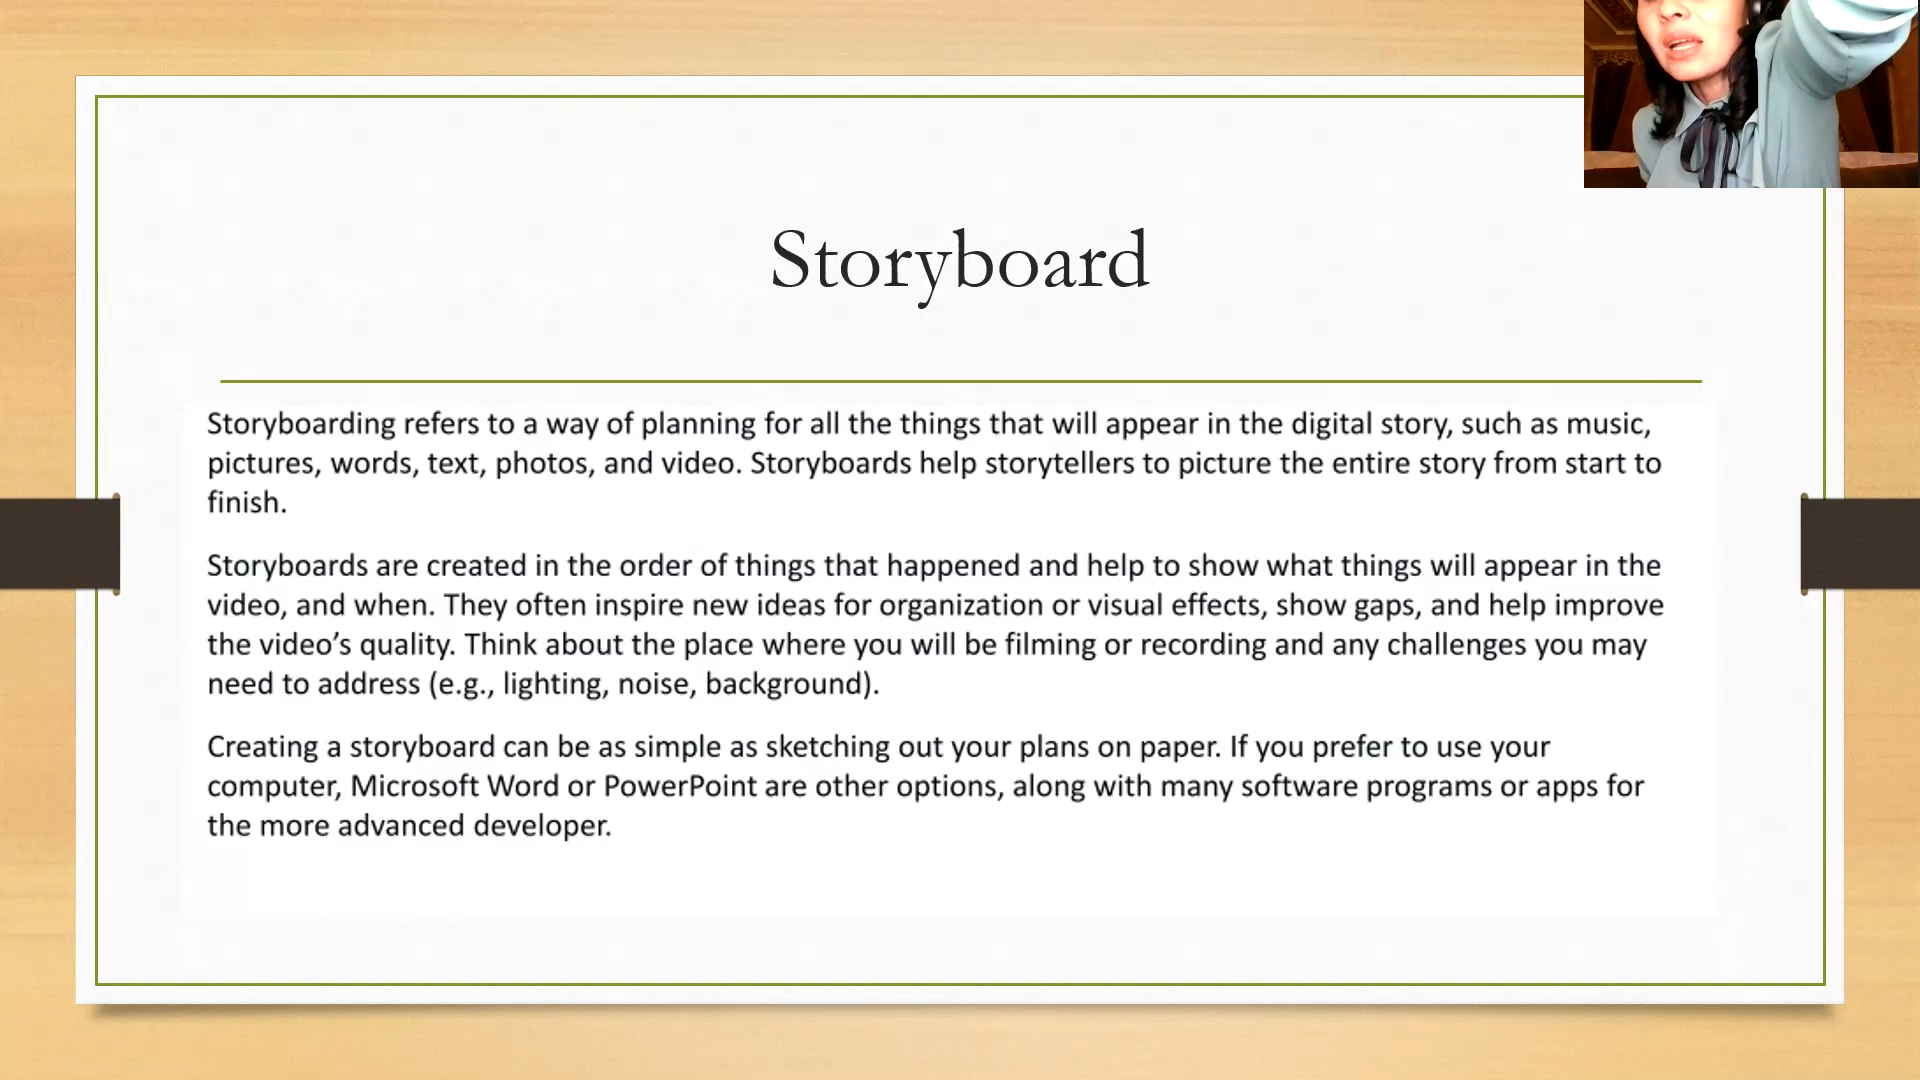 Storyboard
Storyboarding refers to a way of planning for all the things that will appear in the digital story, such as music,
pictures, words, text, photos, and video. Storyboards help storytellers to picture the entire story from start to
finish.
Storyboards are created in the order of things that happened and help to show what things will appear in the
video, and when. They often inspire new ideas for organization or visual effects, show gaps, and help improve
the video’s quality. Think about the place where you will be filming or recording and any challenges you may
need to address (e.g., lighting, noise, background).
Creating a storyboard can be as simple as sketching out your plans on paper. If you prefer to use your
computer, Microsoft Word or PowerPoint are other options, along with many software programs or apps for
the more advanced developer.